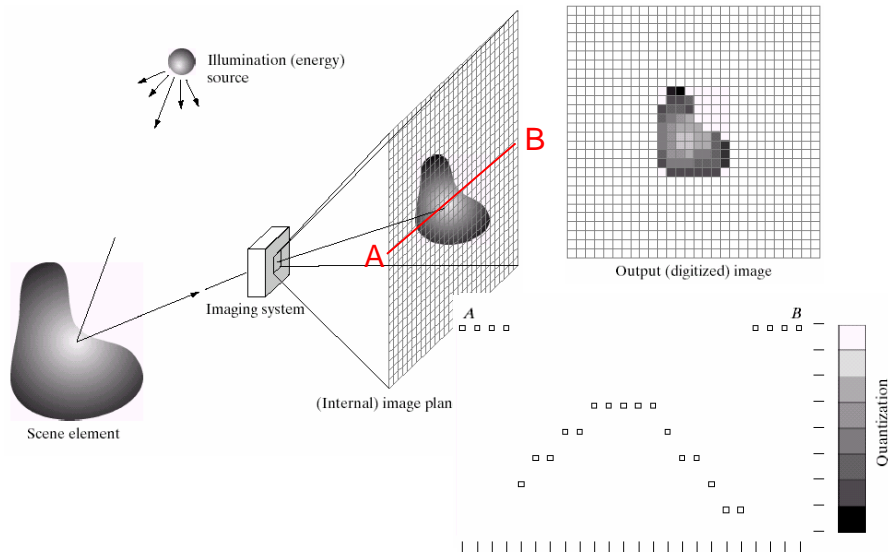 Illumination (energy)
source
B
A
Imaging system
Output (digitized) image
(Internal) image plan
Scene element
A
B
Quantization